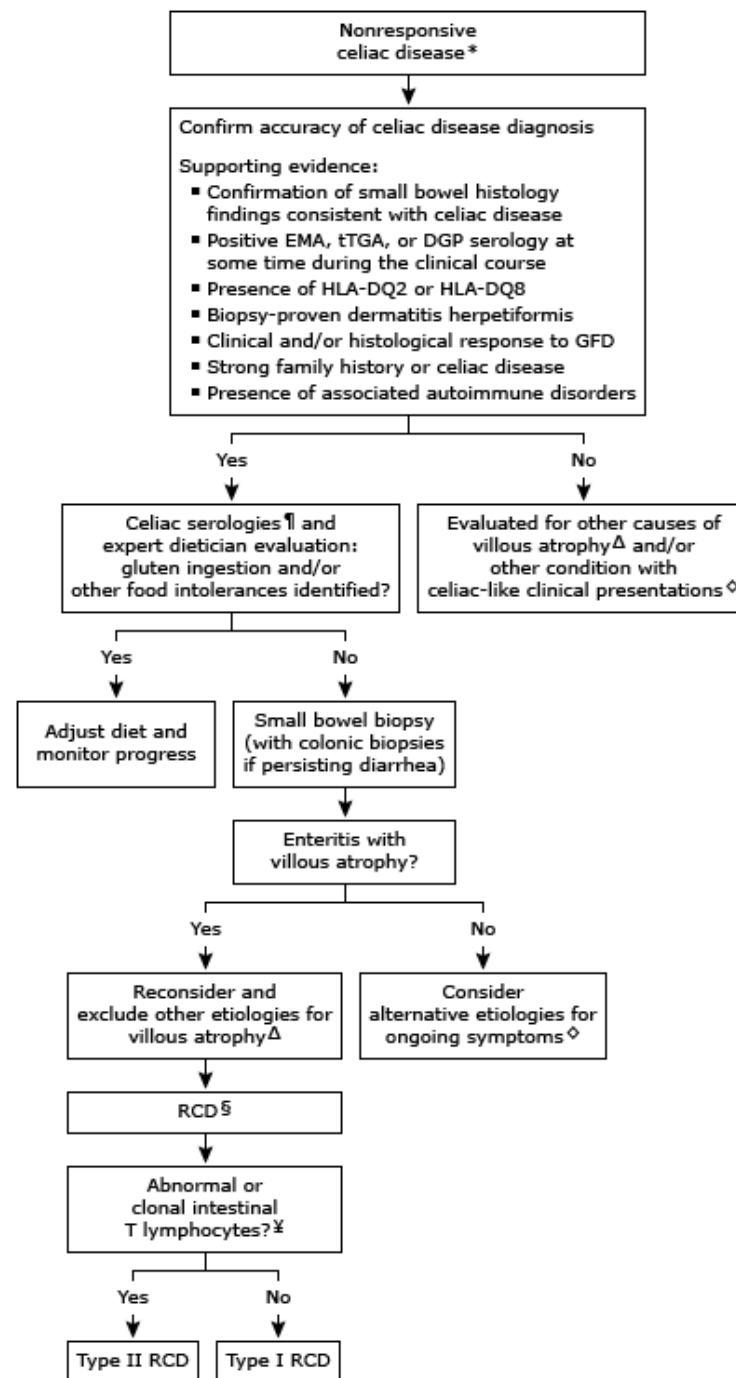 Nonresponsive
celiac disease*
Confirm accuracy of celiac disease diagnosis
Supporting evidence:
▪ Confirmation of small bowel histology
findings consistent with celiac disease
▪ Positive EMA, tTGA, or DGP serology at
some time during the clinical course
▪ Presence of HLA-DQ2 or HLA-DQ8
▪ Biopsy-proven dermatitis herpetiformis
▪ Clinical and/or histological response to GFD
▪ Strong family history or celiac disease
▪ Presence of associated autoimmune disorders
Yes
No
Celiac serologies¶ and
expert dietician evaluation:
gluten ingestion and/or
other food intolerances identified?
Evaluated for other causes of
villous atrophyΔ and/or
other condition with
celiac-like clinical presentations◇
Yes
No
Adjust diet and
monitor progress
Small bowel biopsy
(with colonic biopsies
if persisting diarrhea)
Enteritis with
villous atrophy?
Yes
No
Reconsider and
exclude other etiologies for
villous atrophyΔ
Consider
alternative etiologies for
ongoing symptoms◇
RCD§
Abnormal or
clonal intestinal
T lymphocytes?¥
Yes
No
Type II RCD
Type I RCD